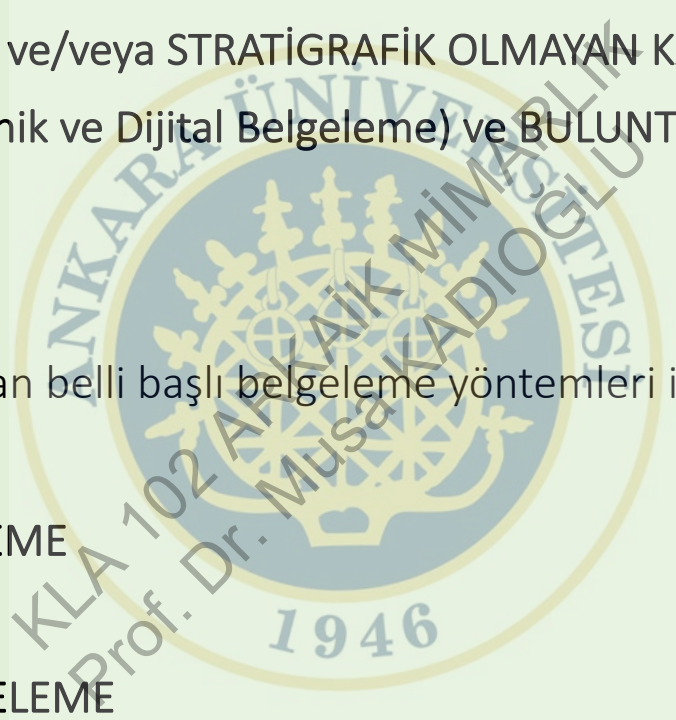 ve/veya STRATİGRAFİK OLMAYAN KA
nik ve Dijital Belgeleme) ve BULUNT
an belli başlı belgeleme yöntemleri i
EME
ELEME
ANKARA ÜNİVERSİTESİ
1946
KLA 102 ARKAİK MİMARLIK
Prof. Dr. Musa KADIOĞLU